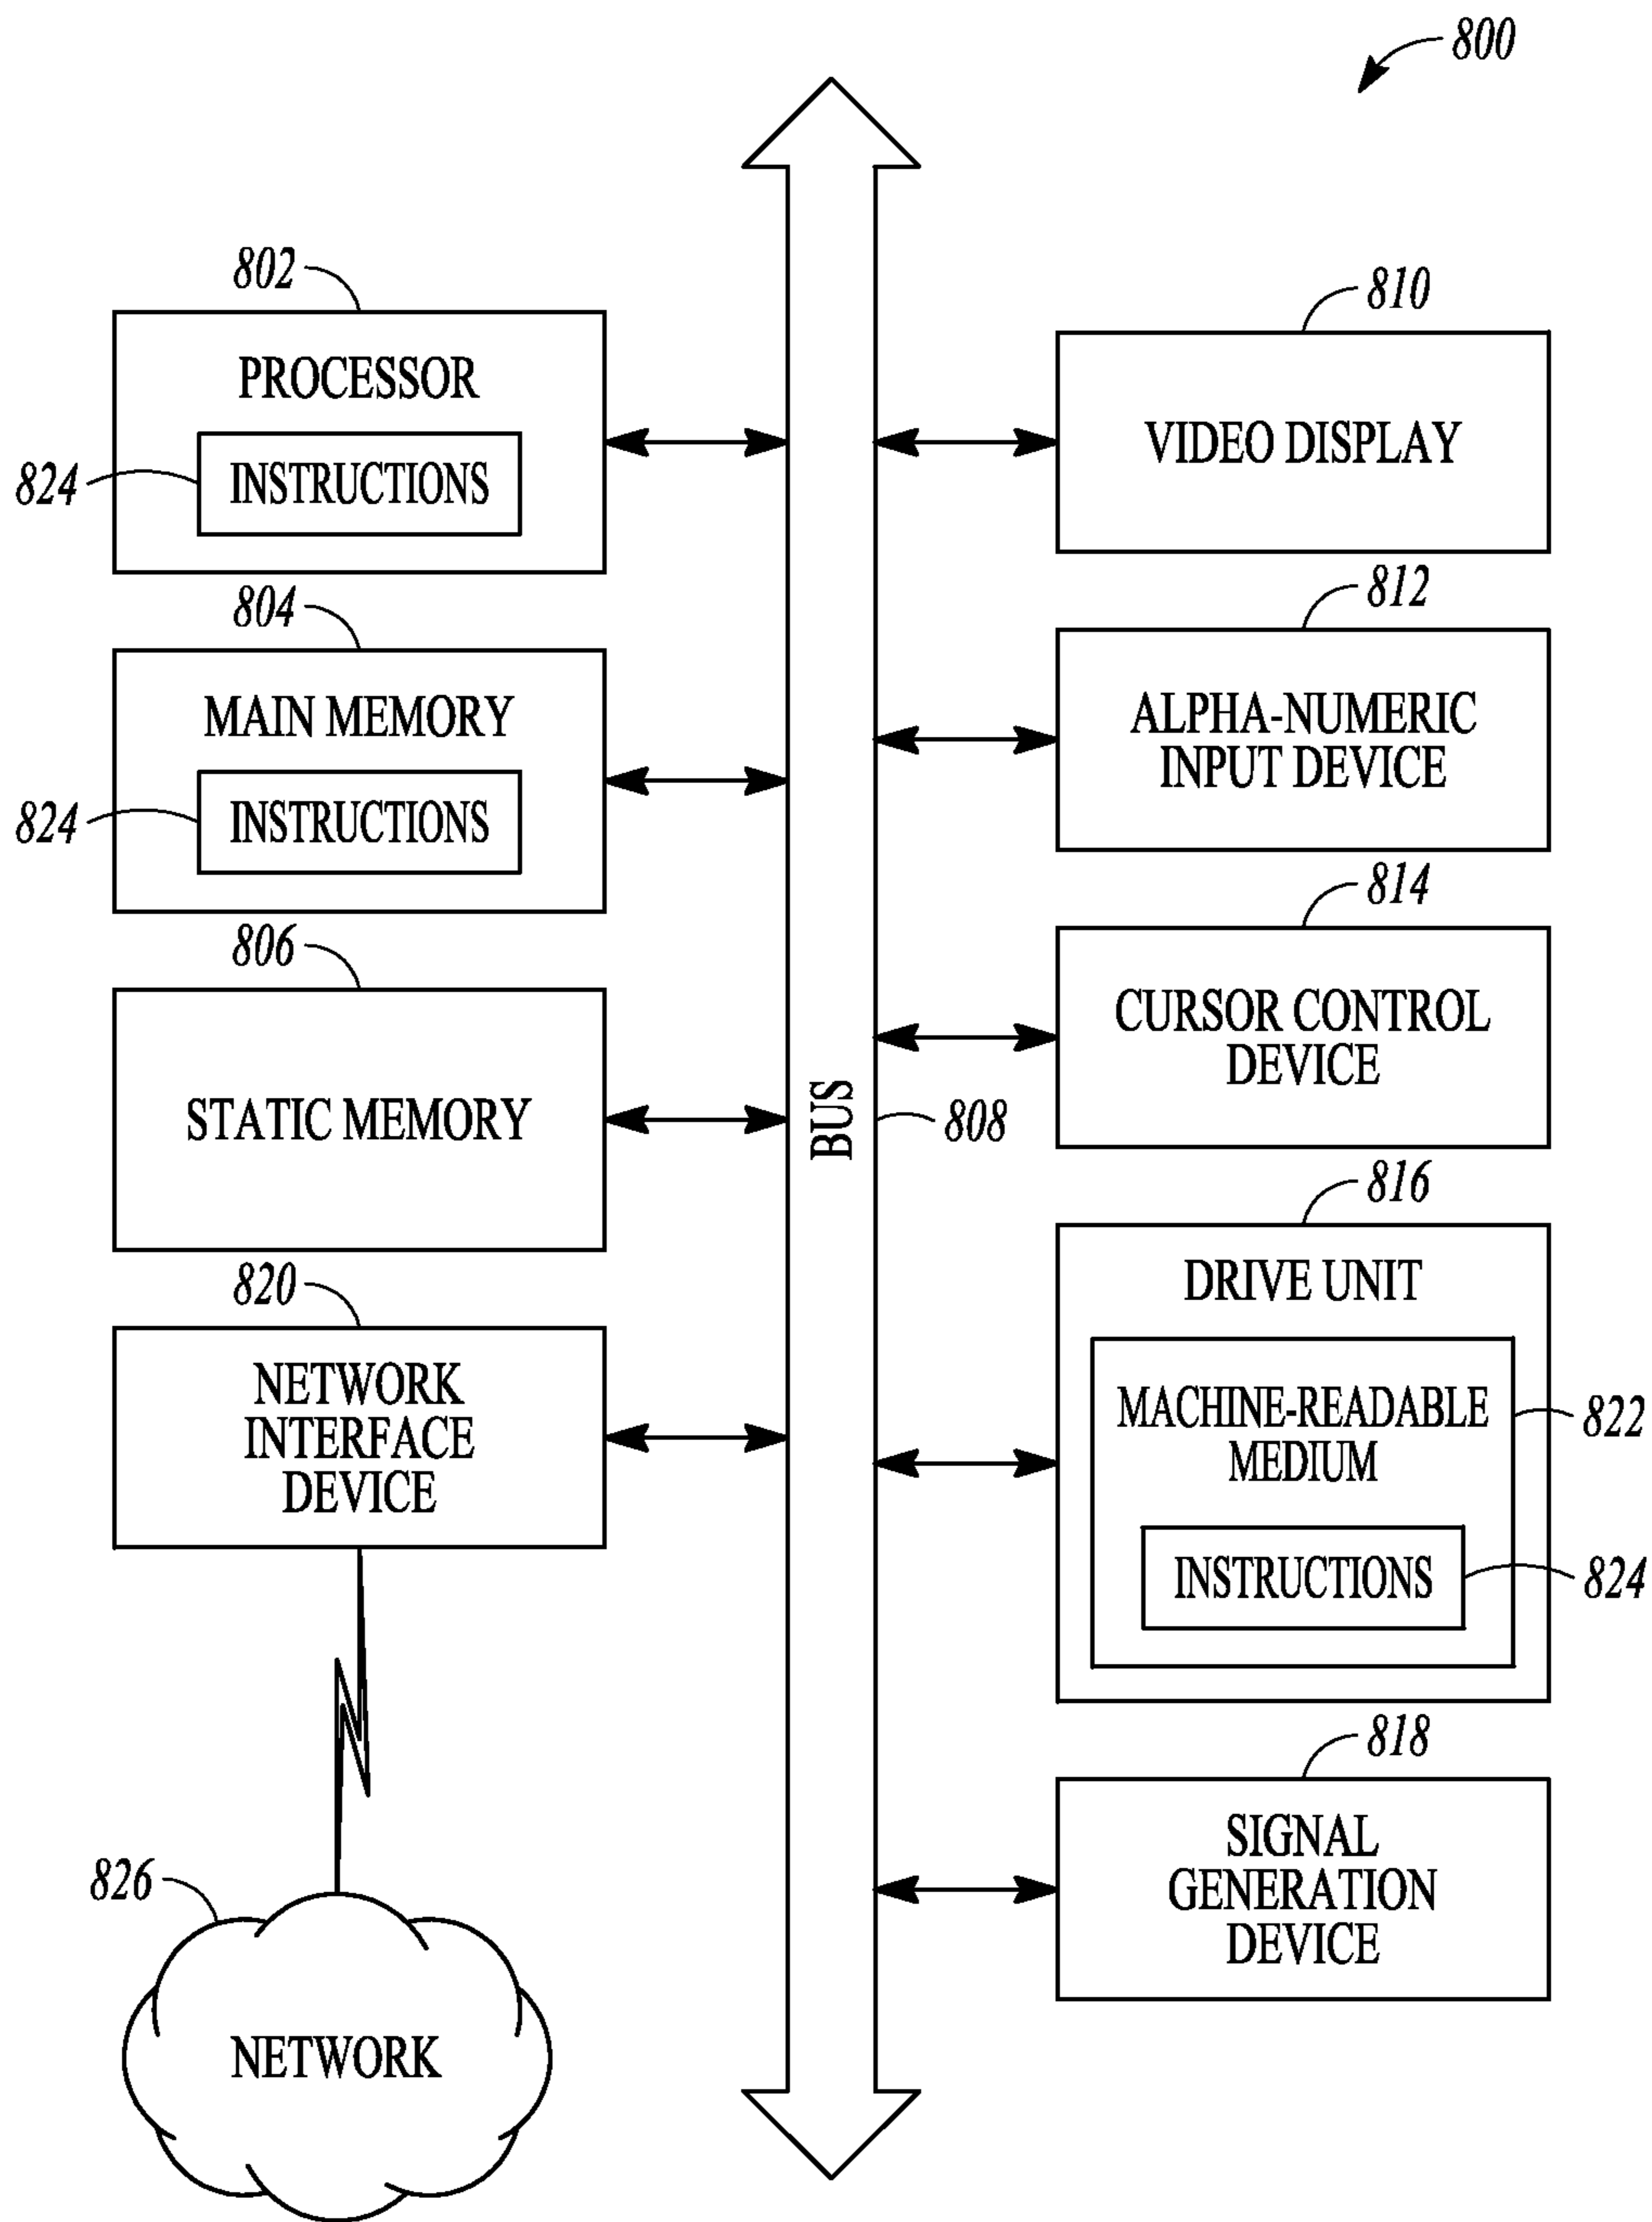 800
802
PROCESSOR
824
INSTRUCTIONS
804
MAIN MEMORY
824
INSTRUCTIONS
806
STATIC MEMORY
820
NETWORK
INTERFACE
DEVICE
826
NETWORK
BUS
808
810
VIDEO DISPLAY
812
ALPHA-NUMERIC
INPUT DEVICE
814
CURSOR CONTROL
DEVICE
816
DRIVE UNIT
MACHINE-READABLE
MEDIUM
822
INSTRUCTIONS
824
818
SIGNAL
GENERATION
DEVICE